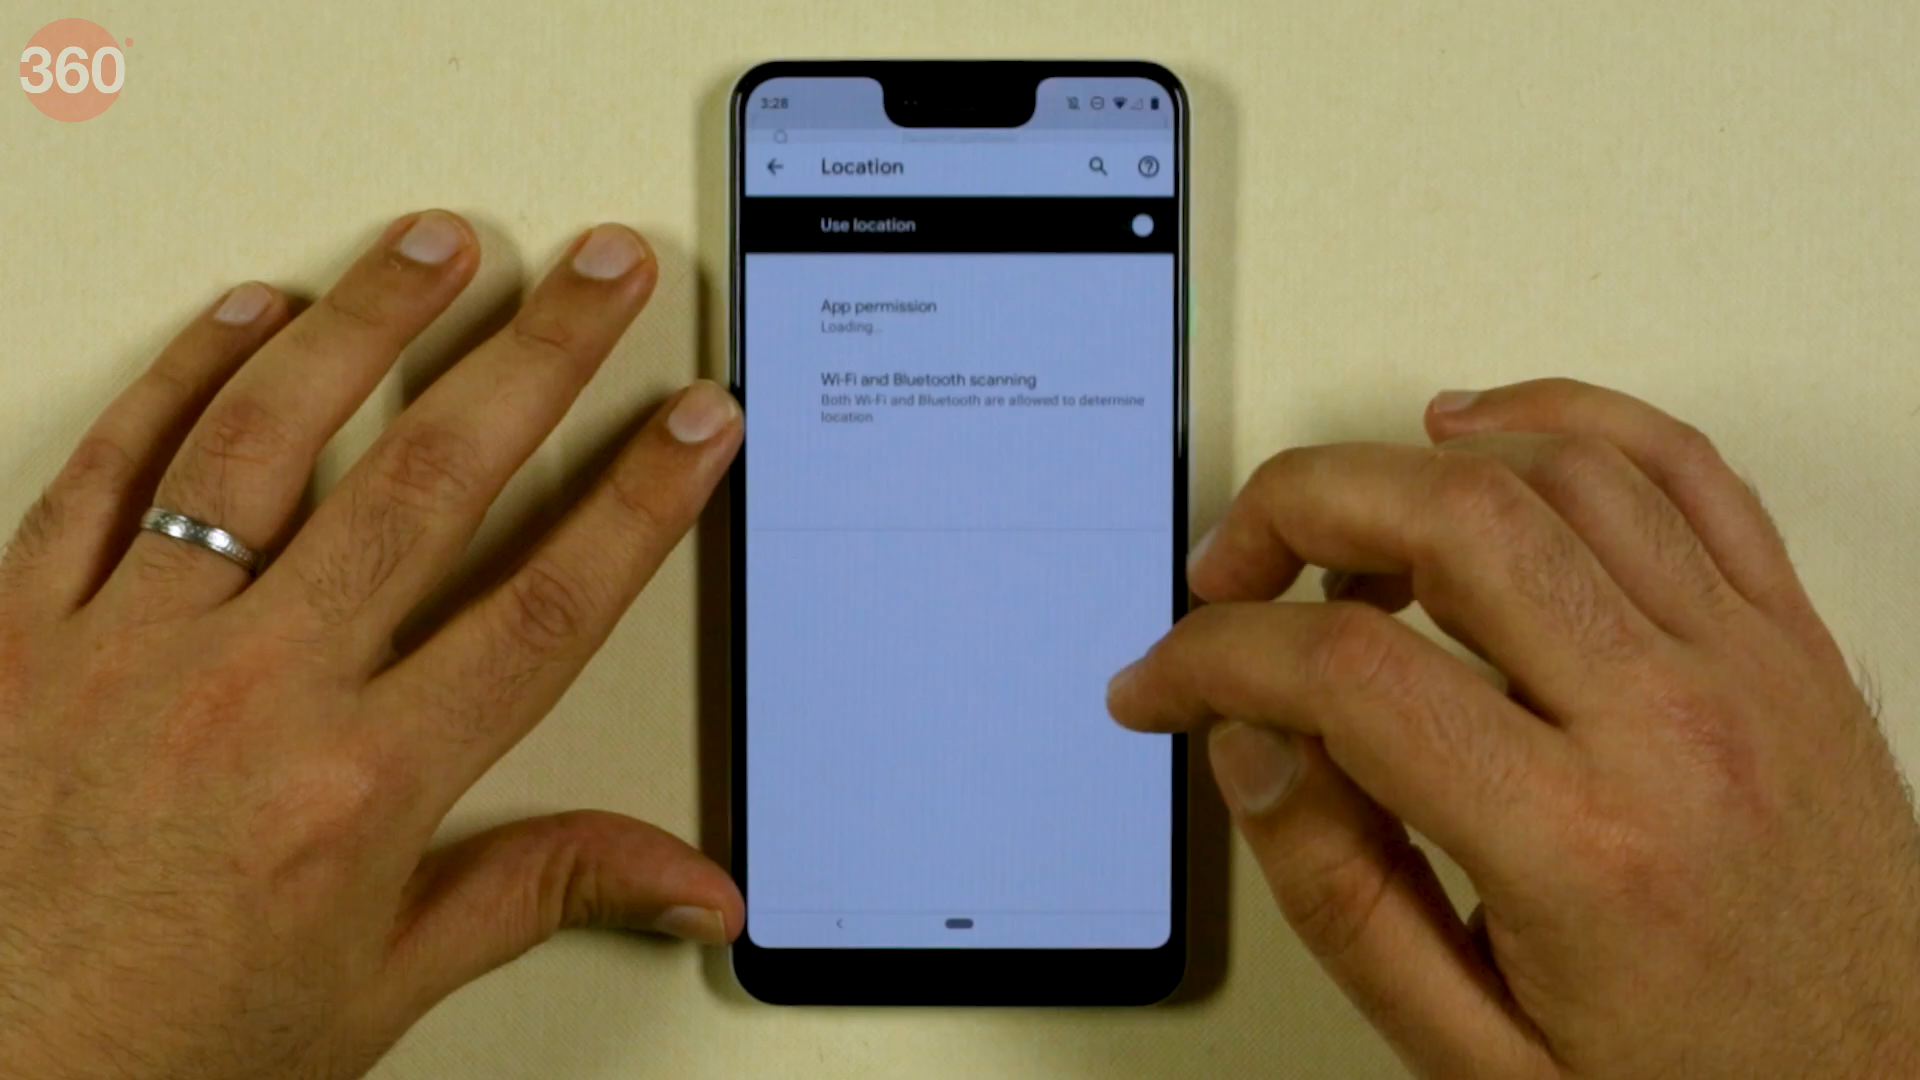 360
3:28
Location
Use location
App permission
Loading...
Wi-Fi and Bluetooth scanning
Both Wi-Fi and Bluetooth are allowed to determine
location